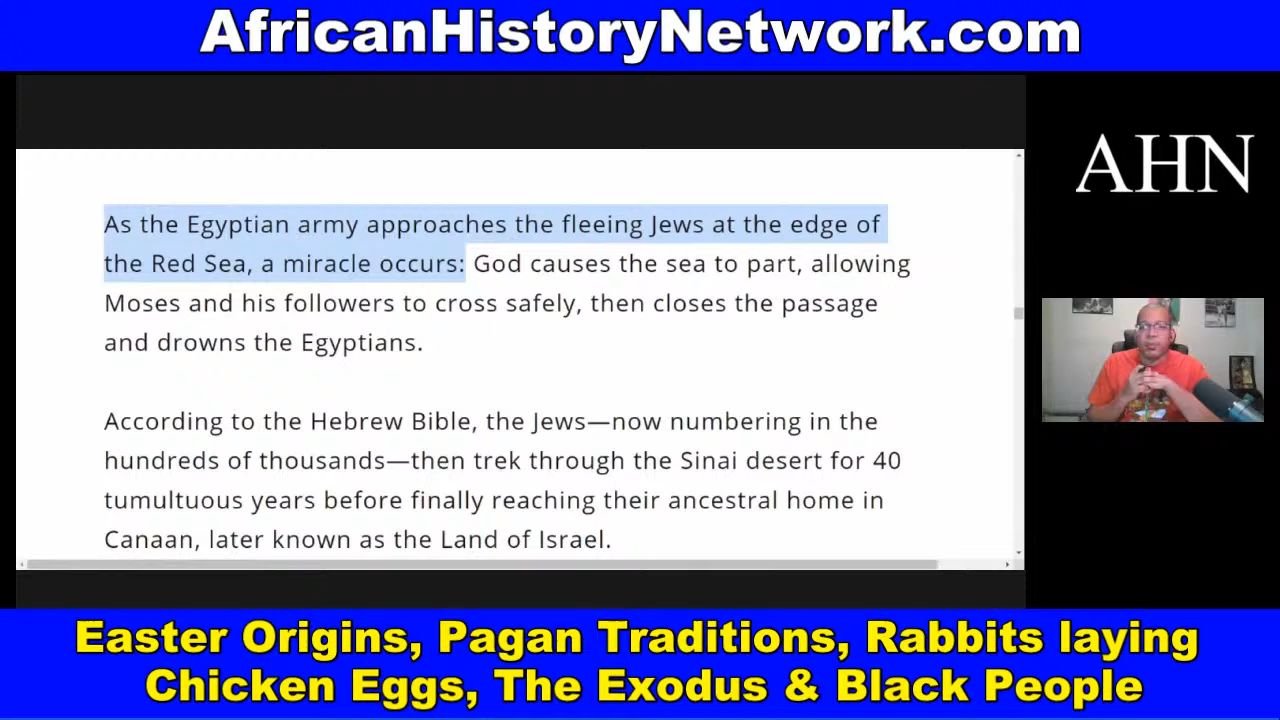 AfricanHistoryNetwork.com
AHN
As the Egyptian army approaches the fleeing Jews at the edge of
the Red Sea, a miracle occurs: God causes the sea to part, allowing
Moses and his followers to cross safely, then closes the passage
and drowns the Egyptians.
According to the Hebrew Bible, the Jews—now numbering in the
hundreds of thousands—then trek through the Sinai desert for 40
tumultuous years before finally reaching their ancestral home in
Canaan, later known as the Land of Israel.
Easter Origins, Pagan Traditions, Rabbits laying
Chicken Eggs, The Exodus & Black People